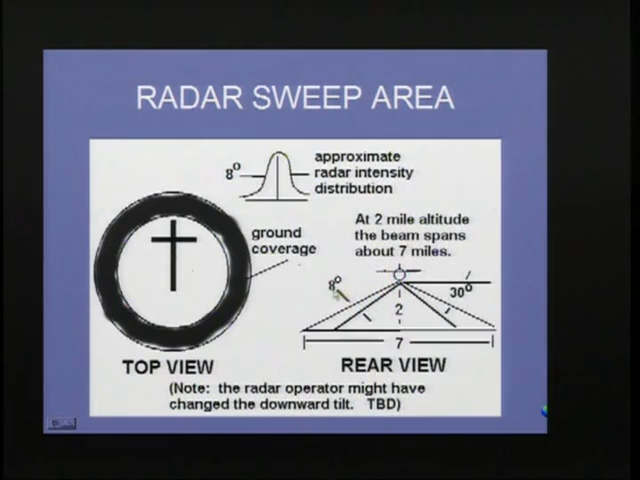 RADAR SWEEP AREA
8°
approximate
radar intensity
distribution
ground
coverage
At 2 mile altitude
the beam spans
about 7 miles.
8°
30°
2
7
TOP VIEW
REAR VIEW
(Note: the radar operator might have
changed the downward tilt. TBD)